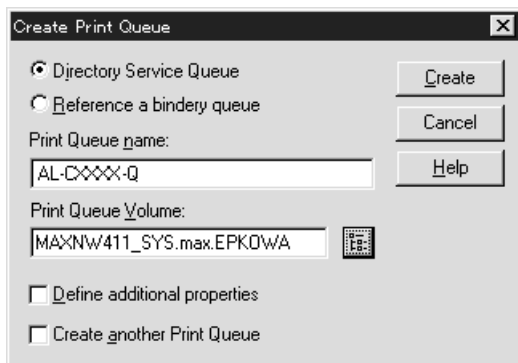 Create Print Queue
Directory Service Queue
Reference a bindery queue
Print Queue name:
AL-CXXXX-Q
Print Queue Volume:
MAXNW411_SYS.max.EPKOWA
Define additional properties
Create another Print Queue
Create
Cancel
Help